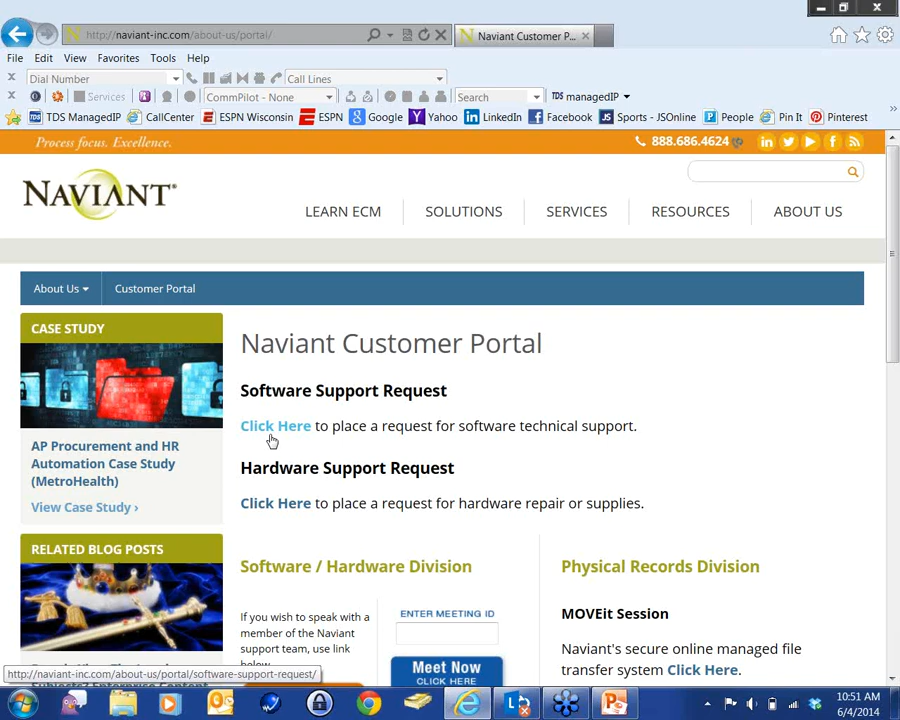 http://naviant-inc.com/about-us/portal/
Naviant Customer P...
File Edit View Favorites Tools Help
Dial Number
Call Lines
Services
CommPilot - None
Search
TDS managedIP
TDS ManagedIP
CallCenter
ESPN Wisconsin
ESPN
Google
Yahoo
LinkedIn
Facebook
Sports - JSOnline
People
Pin It
Pinterest
Process focus. Excellence.
888.686.4624
NAVIANT®
LEARN ECM
SOLUTIONS
SERVICES
RESOURCES
ABOUT US
About Us
Customer Portal
CASE STUDY
AP Procurement and HR
Automation Case Study
(MetroHealth)
View Case Study ›
RELATED BLOG POSTS
Naviant Customer Portal
Software Support Request
Click Here to place a request for software technical support.
Hardware Support Request
Click Here to place a request for hardware repair or supplies.
Software / Hardware Division
If you wish to speak with
a member of the Naviant
support team, use link
below.
ENTER MEETING ID
Meet Now
CLICK HERE
Physical Records Division
MOVEit Session
Naviant's secure online managed file
transfer system Click Here.
http://naviant-inc.com/about-us/portal/software-support-request/
10:51 AM
6/4/2014